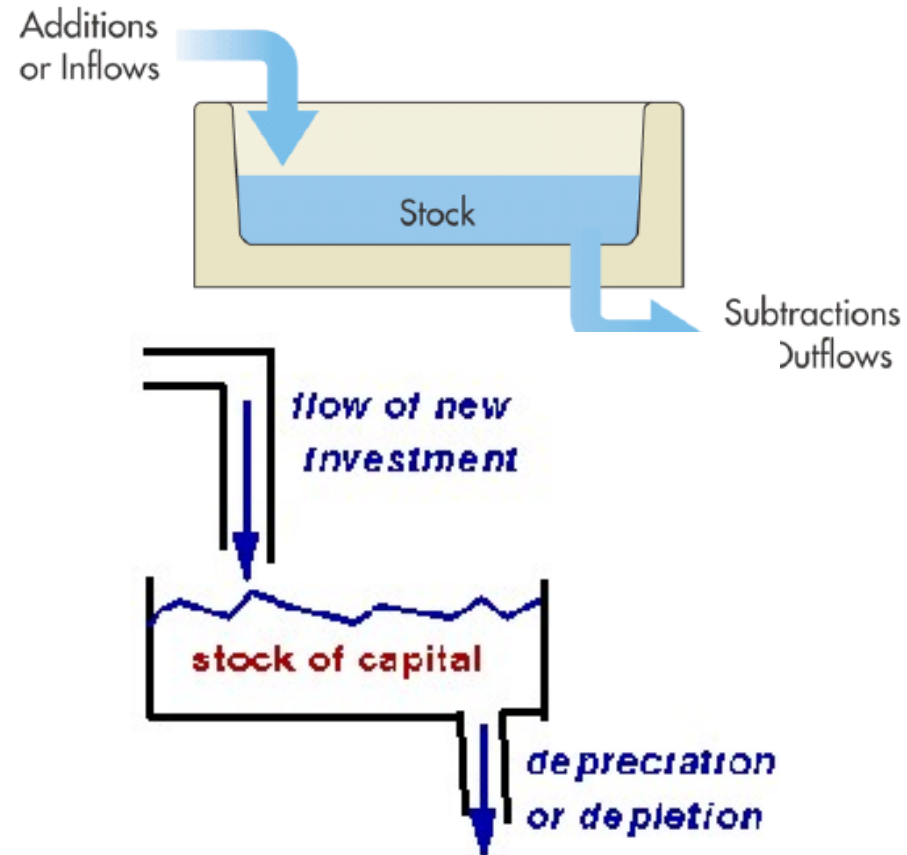 Additions
or Inflows
Stock
Subtractions
Outflows
flow of new
investment
stock of capital
depreciation
or depletion